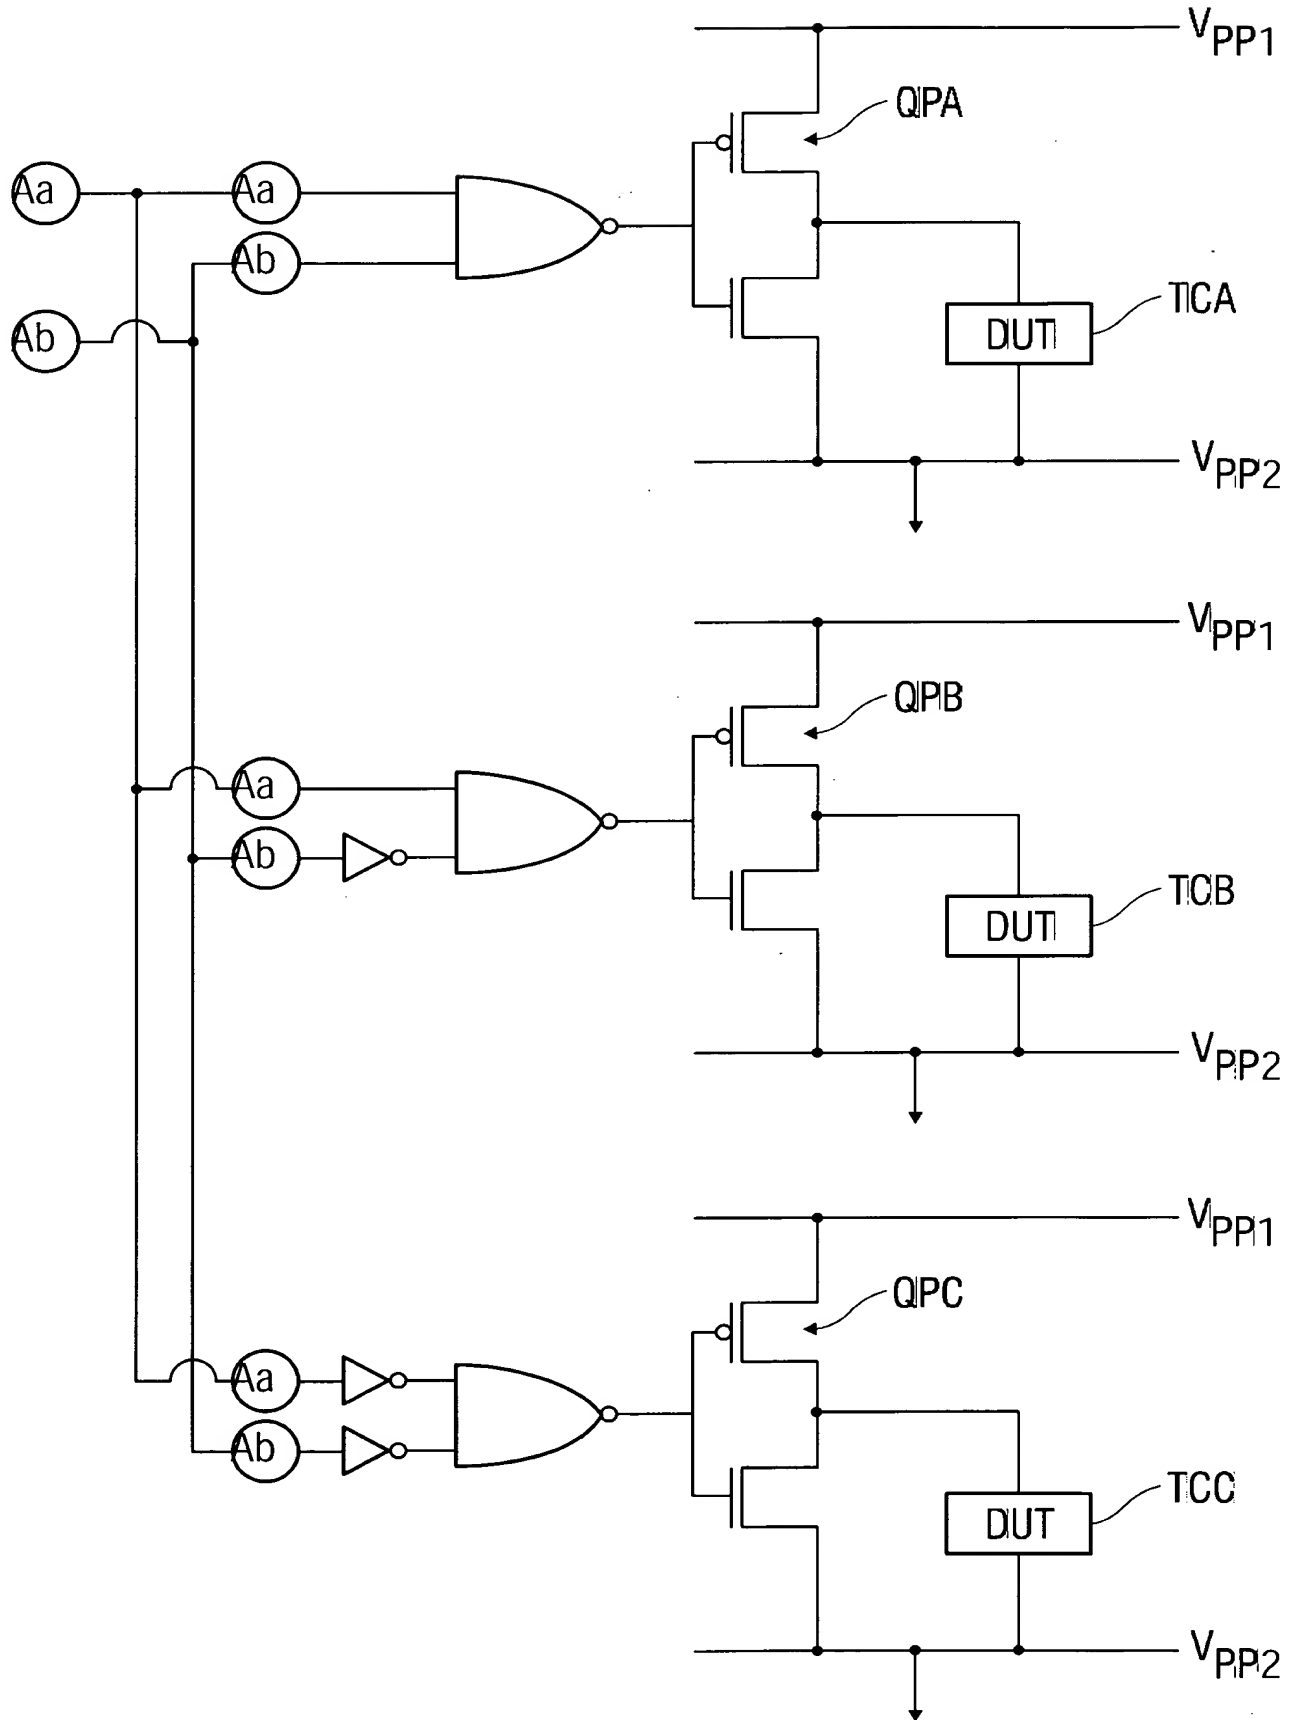 VPP1
QPA
Aa
Aa
Ab
Ab
TCA
DUT
VPP2
VPP1
QPB
Aa
Ab
TCB
DUT
VPP2
VPP1
QPC
Aa
Ab
TCC
DUT
VPP2